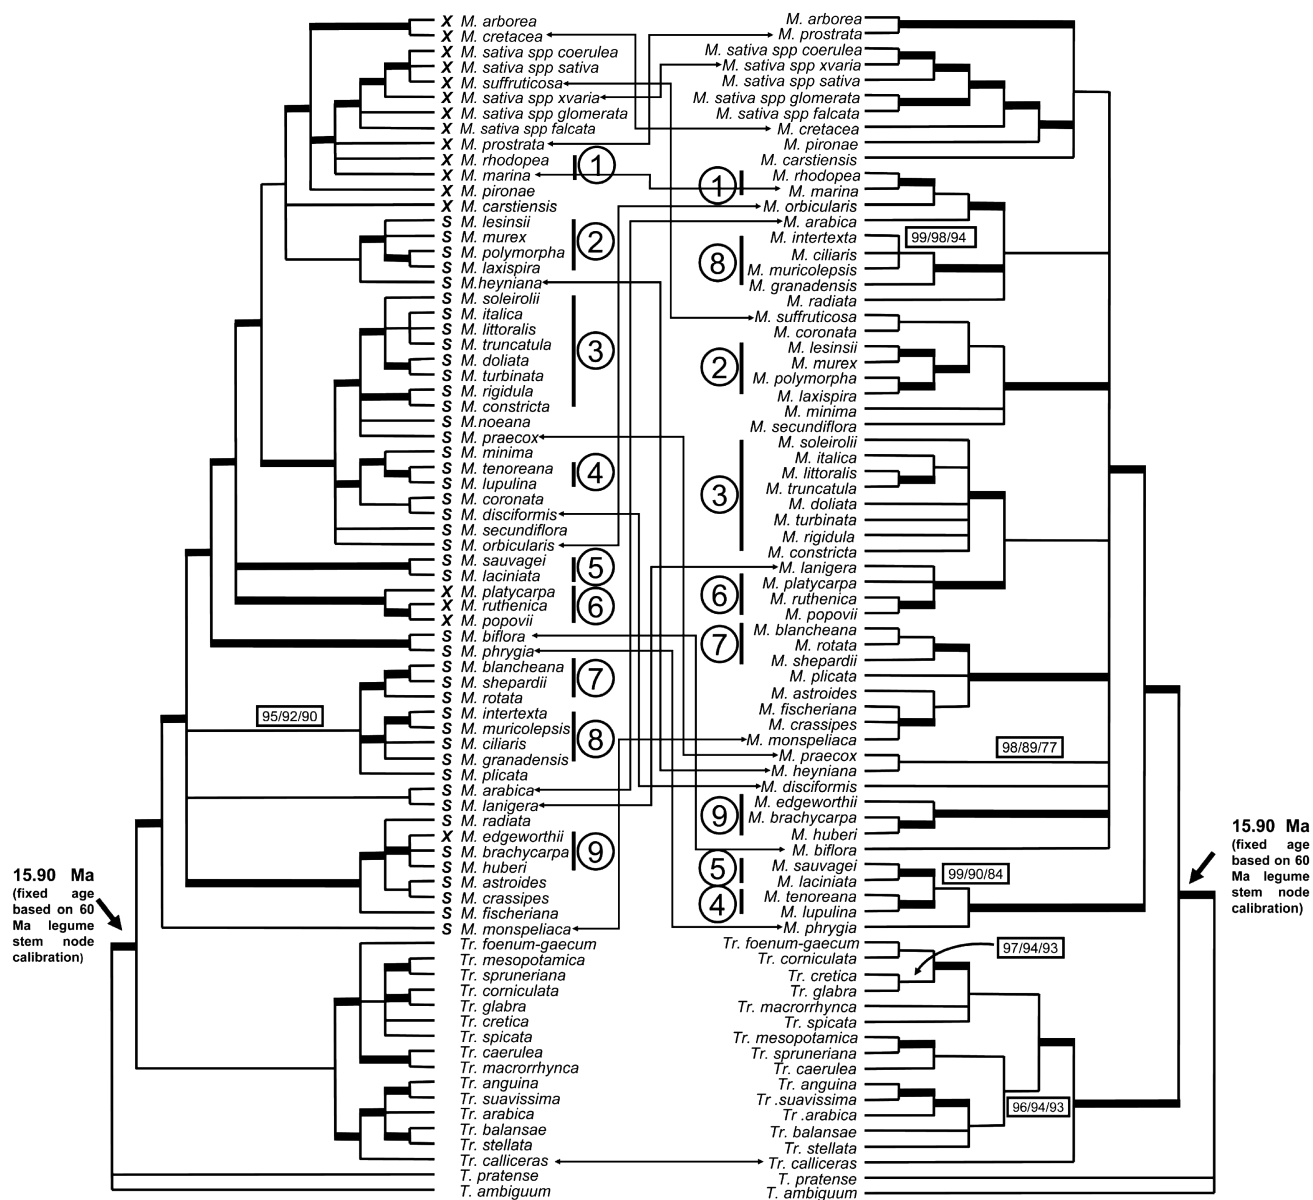 X M. arborea
X M. cretacea
X M. sativa spp coerulea
X M. sativa spp sativa
X M. suffruticosa
X M. sativa spp xvaria
X M. sativa spp glomerata
X M. sativa spp falcata
X M. prostrata
X M. rhodopea
X M. marina
X M. pironae
X M. carstiensis
S M. lesinsii
S M. murex
S M. polymorpha
S M. laxispira
S M.heyniana
S M. soleirolii
S M. italica
S M. littoralis
S M. truncatula
S M. doliata
S M. turbinata
S M. rigidula
S M. constricta
S M.noeana
S M. praecox
S M. minima
S M. tenoreana
S M. lupulina
S M. coronata
S M. disciformis
S M. secundiflora
S M. orbicularis
S M. sauvagei
S M. laciniata
X M. platycarpa
X M. ruthenica
X M. popovii
S M. biflora
S M. phrygia
S M. blancheana
S M. shepardii
S M. rotata
S M. intertexta
S M. muricolepsis
S M. ciliaris
S M. granadensis
S M. plicata
S M. arabica
S M. lanigera
S M. radiata
X M. edgeworthii
S M. brachycarpa
S M. huberi
S M. astroides
S M. crassipes
S M. fischeriana
S M. monspeliaca
Tr. foenum-gaecum
Tr. mesopotamica
Tr. spruneriana
Tr. corniculata
Tr. glabra
Tr. cretica
Tr. spicata
Tr. caerulea
Tr. macrorrhynca
Tr. anguina
Tr. suavissima
Tr. arabica
Tr. balansae
Tr. stellata
Tr. calliceras
T. pratense
T. ambiguum
1
2
3
4
5
6
7
8
9
95/92/90
15.90 Ma
(fixed age
based on 60
Ma legume
stem node
calibration)
M. arborea
M. prostrata
M. sativa spp coerulea
M. sativa spp xvaria
M. sativa spp sativa
M. sativa spp glomerata
M. sativa spp falcata
M. cretacea
M. pironae
M. carstiensis
M. rhodopea
M. marina
M. orbicularis
M. arabica
M. intertexta
M. ciliaris
M. muricolepsis
M. granadensis
M. radiata
M. suffruticosa
M. coronata
M. lesinsii
M. murex
M. polymorpha
M. laxispira
M. minima
M. secundiflora
M. soleirolii
M. italica
M. littoralis
M. truncatula
M. doliata
M. turbinata
M. rigidula
M. constricta
M. lanigera
M. platycarpa
M. ruthenica
M. popovii
M. blancheana
M. rotata
M. shepardii
M. plicata
M. astroides
M. fischeriana
M. crassipes
M. monspeliaca
M. praecox
M. heyniana
M. disciformis
M. edgeworthii
M. brachycarpa
M. huberi
M. biflora
M. sauvagei
M. laciniata
M. tenoreana
M. lupulina
M. phrygia
Tr. foenum-gaecum
Tr. corniculata
Tr. cretica
Tr. glabra
Tr. macrorrhynca
Tr. spicata
Tr. mesopotamica
Tr. spruneriana
Tr. caerulea
Tr. anguina
Tr .suavissima
Tr .arabica
Tr. balansae
Tr. stellata
Tr. calliceras
T. pratense
T. ambiguum
1
8
2
3
6
7
9
5
4
99/98/94
98/89/77
99/90/84
97/94/93
96/94/93
15.90 Ma
(fixed age
based on 60
Ma legume
stem node
calibration)